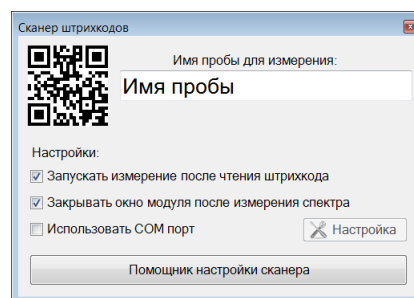 Сканер штрихкодов
Имя пробы для измерения:
Имя пробы
Настройки:
Запускать измерение после чтения штрихкода
Закрывать окно модуля после измерения спектра
Использовать COM порт
Настройка
Помощник настройки сканера